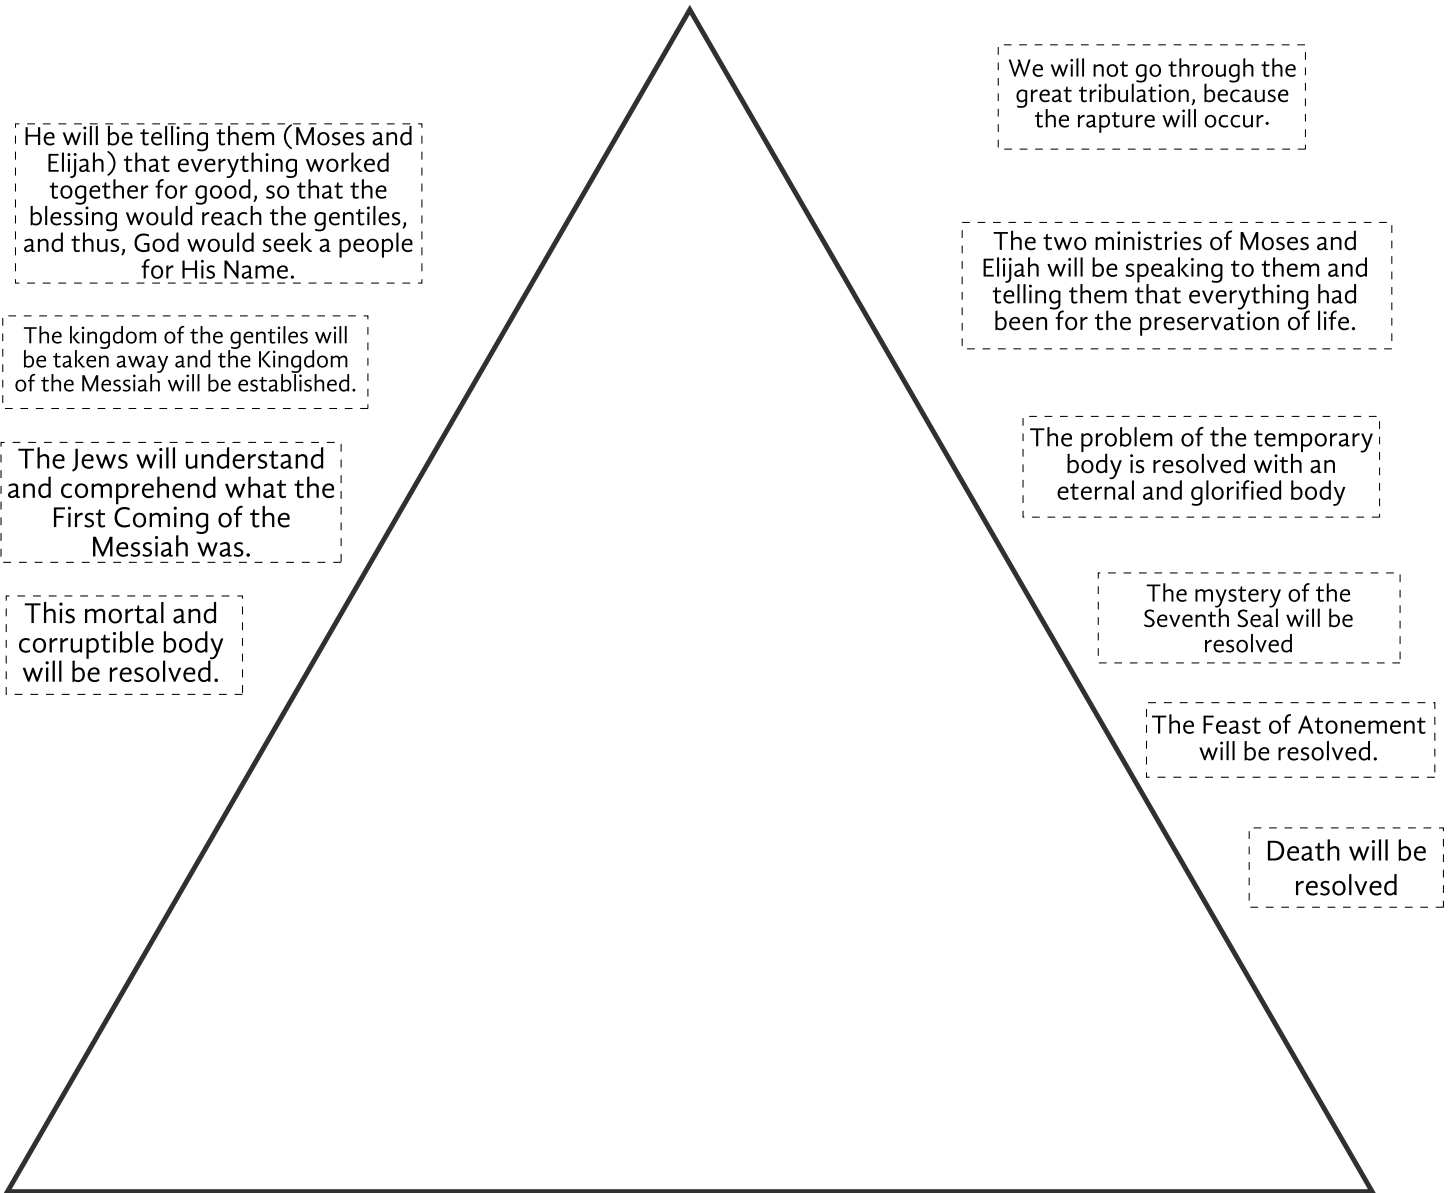 He will be telling them (Moses and
Elijah) that everything worked
together for good, so that the
blessing would reach the gentiles,
and thus, God would seek a people
for His Name.
The kingdom of the gentiles will
be taken away and the Kingdom
of the Messiah will be established.
The Jews will understand
and comprehend what the
First Coming of the
Messiah was.
This mortal and
corruptible body
will be resolved.
We will not go through the
great tribulation, because
the rapture will occur.
The two ministries of Moses and
Elijah will be speaking to them and
telling them that everything had
been for the preservation of life.
The problem of the temporary
body is resolved with an
eternal and glorified body
The mystery of the
Seventh Seal will be
resolved
The Feast of Atonement
will be resolved.
Death will be
resolved